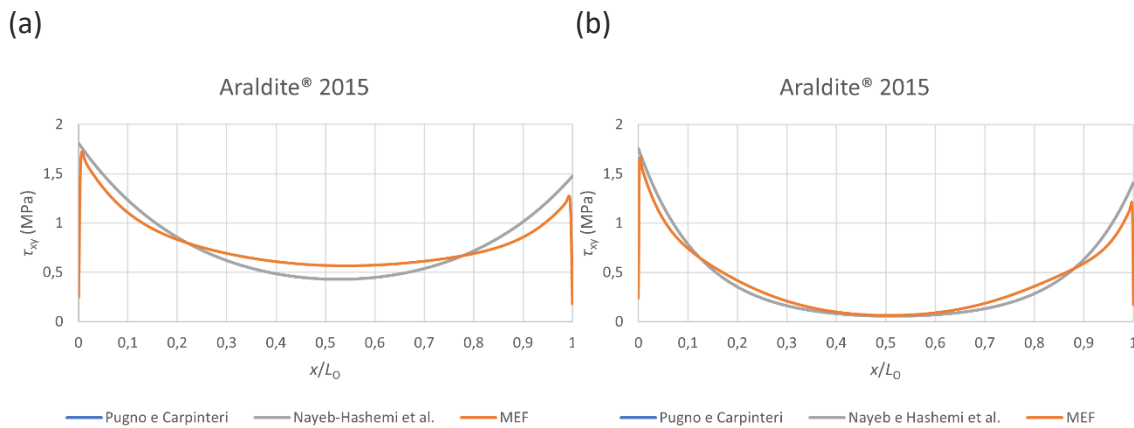 (a)
Araldite® 2015
2
1,5
1
0,5
0
τxy (MPa)
0 0,1 0,2 0,3 0,4 0,5 0,6 0,7 0,8 0,9 1
x/LO
Pugno e Carpinteri Nayeb-Hashemi et al. MEF
(b)
Araldite® 2015
2
1,5
1
0,5
0
τxy (MPa)
0 0,1 0,2 0,3 0,4 0,5 0,6 0,7 0,8 0,9 1
x/LO
Pugno e Carpinteri Nayeb e Hashemi et al. MEF